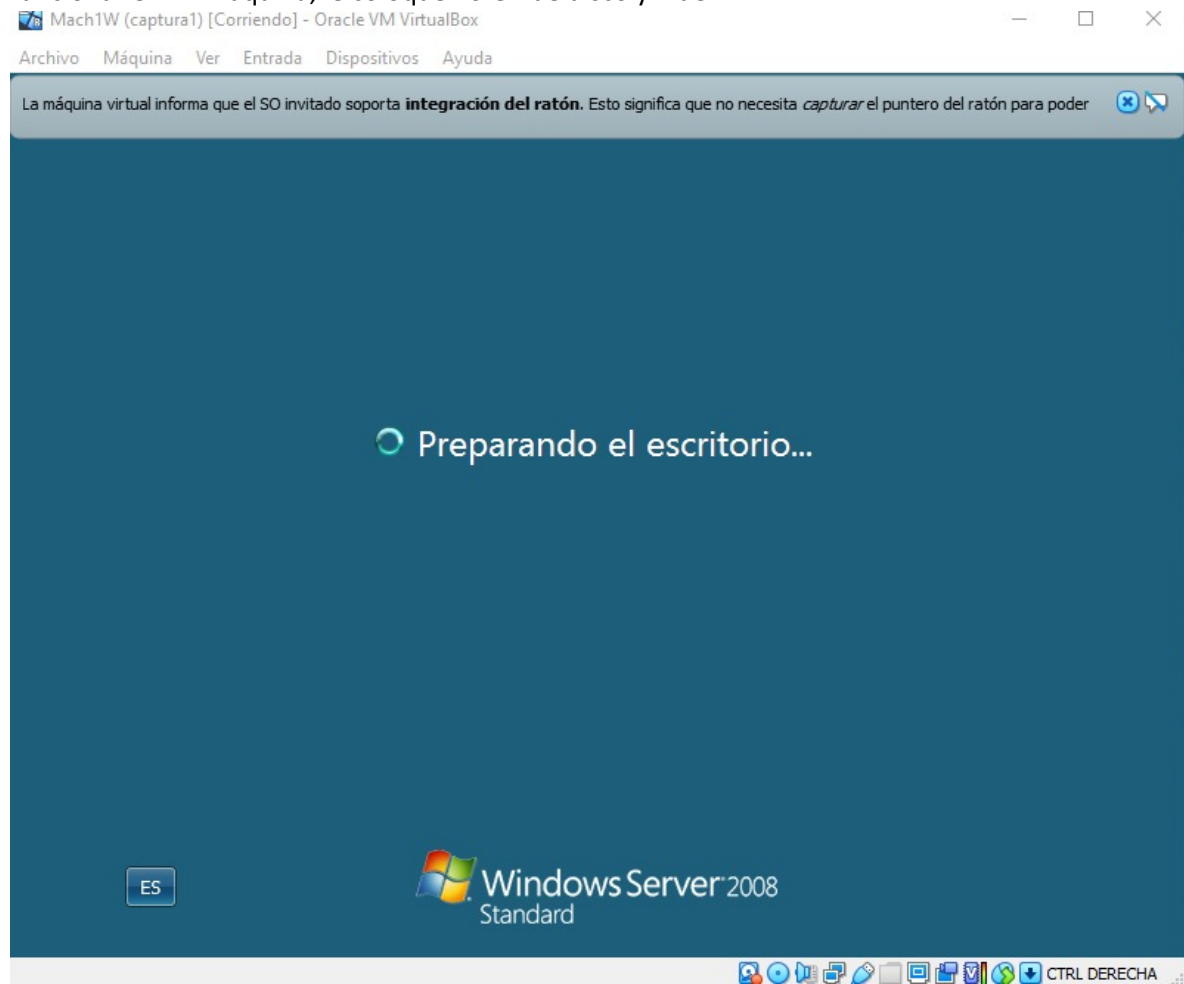 Mach1W (captura1) [Corriendo] - Oracle VM VirtualBox
Archivo Máquina Ver Entrada Dispositivos Ayuda
La máquina virtual informa que el SO invitado soporta integración del ratón. Esto significa que no necesita capturar el puntero del ratón para poder
Preparando el escritorio...
ES
Windows Server 2008
Standard
CTRL DERECHA